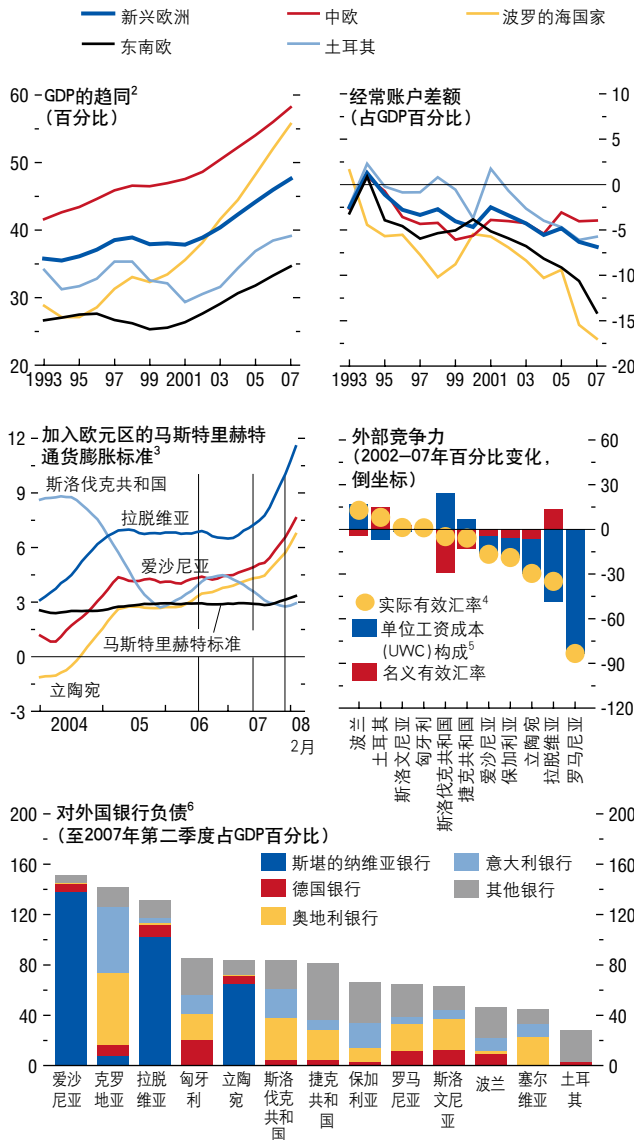 新兴欧洲
中欧
波罗的海国家
东南欧
土耳其
GDP的趋同2
（百分比）
60
50
40
30
20
1993 95 97 99 2001 03 05 07
经常账户差额
（占GDP百分比）
10
5
0
-5
-10
-15
-20
1993 95 97 99 2001 03 05 07
加入欧元区的马斯特里赫特
通货膨胀标准3
12
9
6
3
0
-3
斯洛伐克共和国
拉脱维亚
爱沙尼亚
马斯特里赫特标准
立陶宛
2004 05 06 07 08
2月
外部竞争力
（2002–07年百分比变化，
倒坐标）
60
30
0
-30
-60
-90
-120
实际有效汇率4
单位工资成本
(UWC) 构成5
名义有效汇率
波兰
土耳其
斯洛文尼亚
匈牙利
斯洛伐克共和国
捷克共和国
爱沙尼亚
保加利亚
立陶宛
拉脱维亚
罗马尼亚
对外国银行负债6
（至2007年第二季度占GDP百分比）
200
160
120
80
40
0
斯堪的纳维亚银行
德国银行
奥地利银行
意大利银行
其他银行
200
160
120
80
40
0
爱沙
尼亚
克罗
地亚
拉脱
维亚
匈牙
利
立陶
宛
斯洛
伐克
共和
国
捷克
共和
国
保加
利亚
罗马
尼亚
斯洛
文尼
亚
波兰
塞尔
维亚
土耳
其